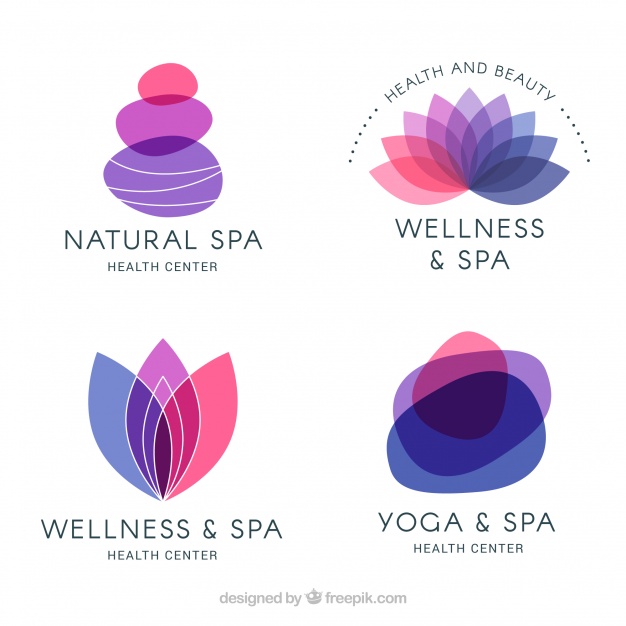 NATURAL SPA
HEALTH CENTER
HEALTH AND BEAUTY
WELLNESS
& SPA
WELLNESS & SPA
HEALTH CENTER
YOGA & SPA
HEALTH CENTER
designed by freepik.com